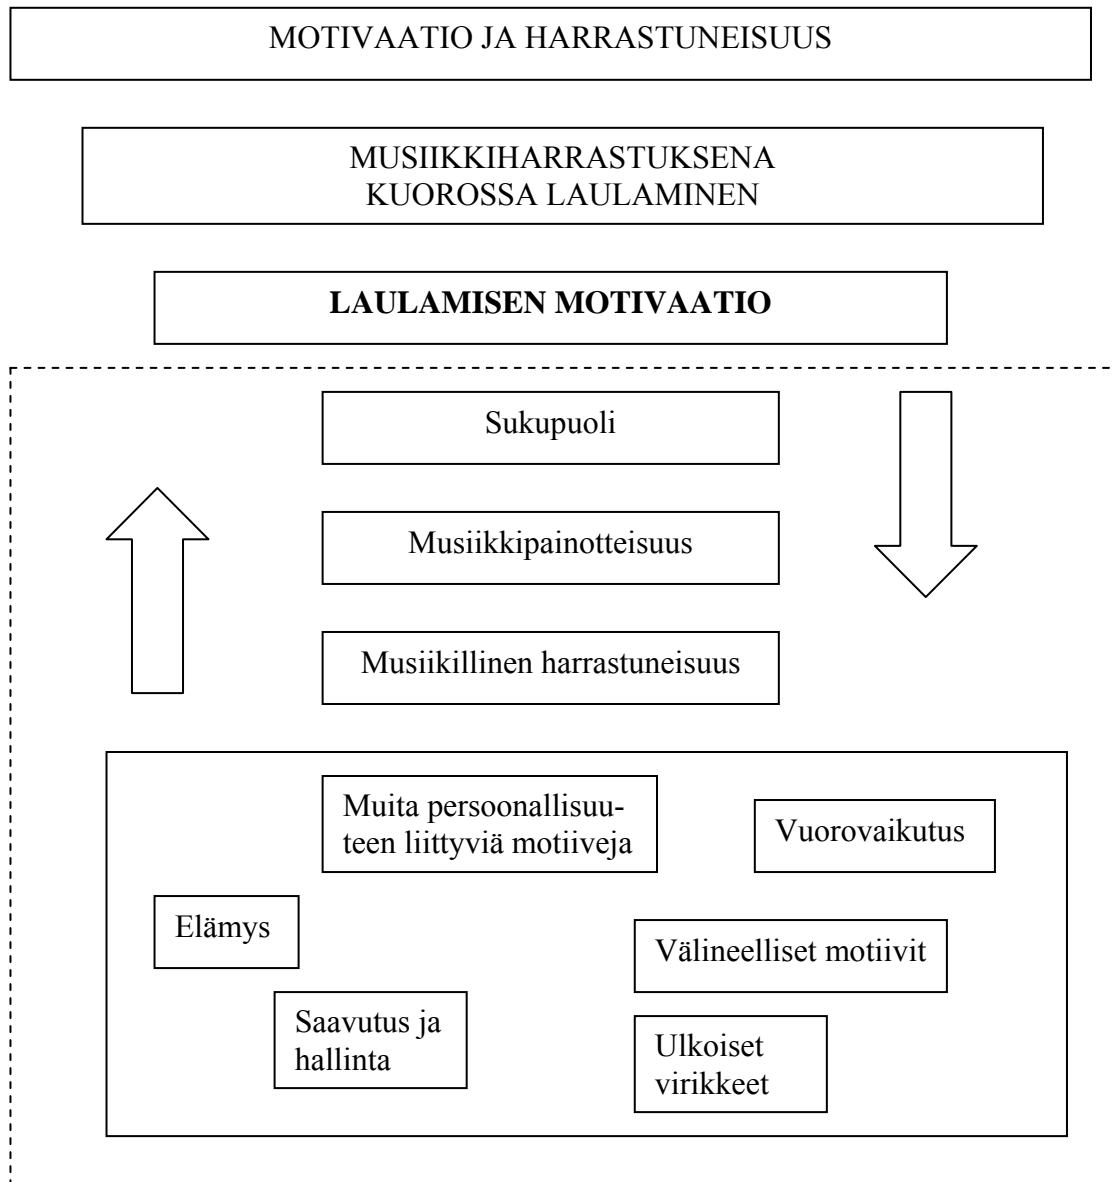 MOTIVAATIO JA HARRASTUNEISUUS
MUSIIKKIHARRASTUKSENA
KUOROSSA LAULAMINEN
LAULAMISEN MOTIVAATIO
Sukupuoli
Musiikkipainotteisuus
Musiikillinen harrastuneisuus
Muita persoonallisuu-
teen liittyviä motiiveja
Vuorovaikutus
Elämys
Välineelliset motiivit
Saavutus ja
hallinta
Ulkoiset
virikkeet